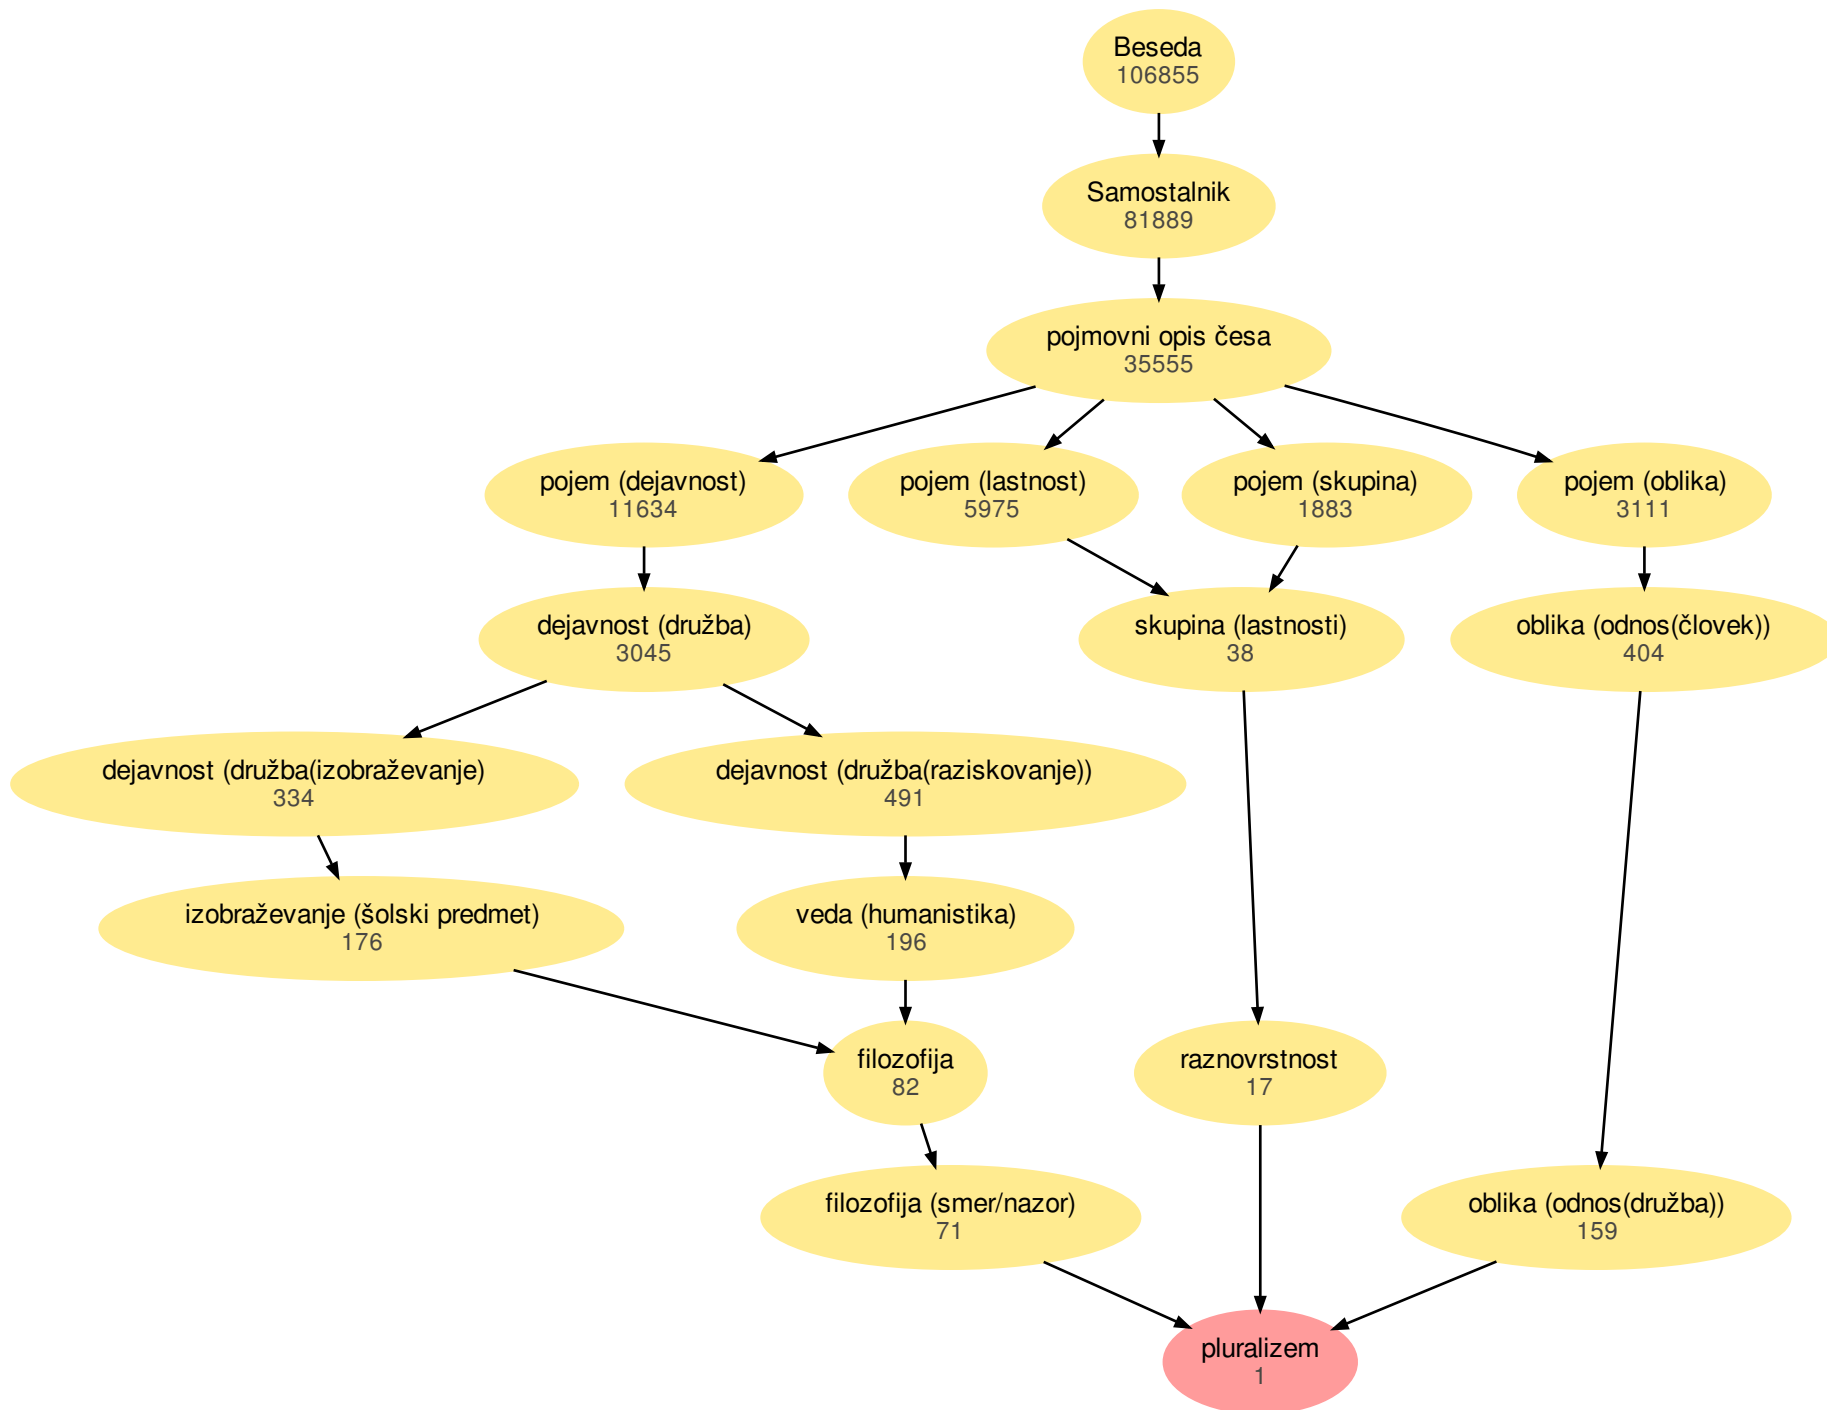 Beseda
106855
Samostalnik
81889
pojmovni opis česa
35555
pojem (dejavnost)
11634
pojem (lastnost)
5975
pojem (skupina)
1883
pojem (oblika)
3111
dejavnost (družba)
3045
skupina (lastnosti)
38
oblika (odnos(človek))
404
dejavnost (družba(izobraževanje)
334
dejavnost (družba(raziskovanje))
491
izobraževanje (šolski predmet)
176
veda (humanistika)
196
filozofija
82
raznovrstnost
17
filozofija (smer/nazor)
71
oblika (odnos(družba))
159
pluralizem
1